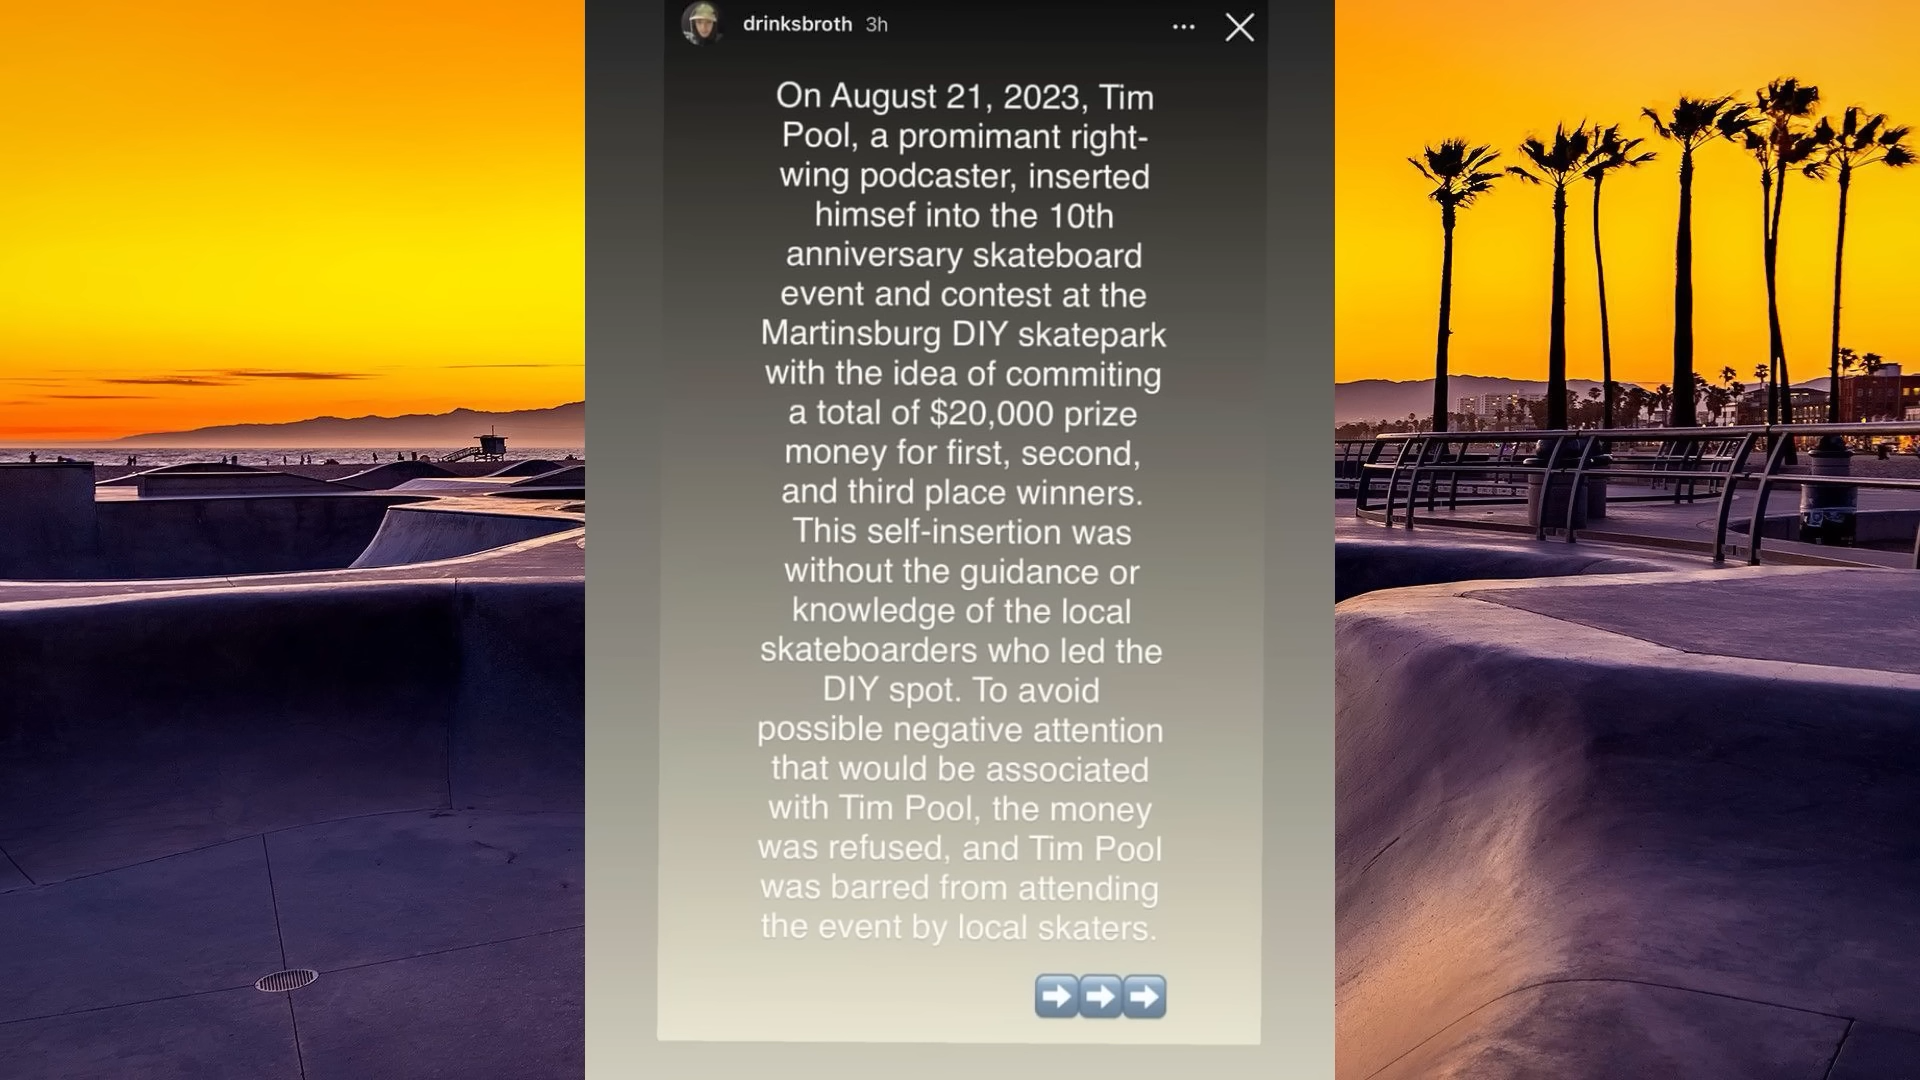 drinksbroth 3h
On August 21, 2023, Tim
Pool, a promimant right-
wing podcaster, inserted
himsef into the 10th
anniversary skateboard
event and contest at the
Martinsburg DIY skatepark
with the idea of commiting
a total of $20,000 prize
money for first, second,
and third place winners.
This self-insertion was
without the guidance or
knowledge of the local
skateboarders who led the
DIY spot. To avoid
possible negative attention
that would be associated
with Tim Pool, the money
was refused, and Tim Pool
was barred from attending
the event by local skaters.